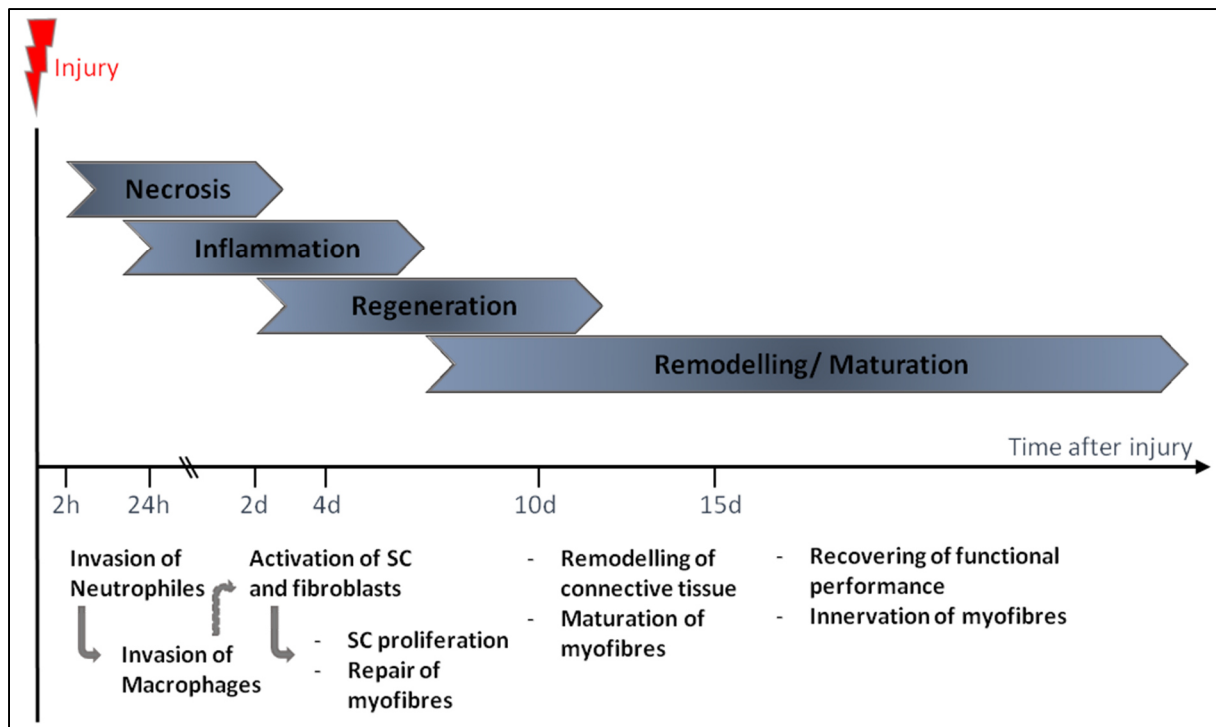 Injury
Necrosis
Inflammation
Regeneration
Remodelling/ Maturation
Time after injury
2h
24h
2d
4d
10d
15d
Invasion of
Neutrophiles
Invasion of
Macrophages
Activation of SC
and fibroblasts
- SC proliferation
- Repair of
myofibres
- Remodelling of
connective tissue
- Maturation of
myofibres
- Recovering of functional
performance
- Innervation of myofibres